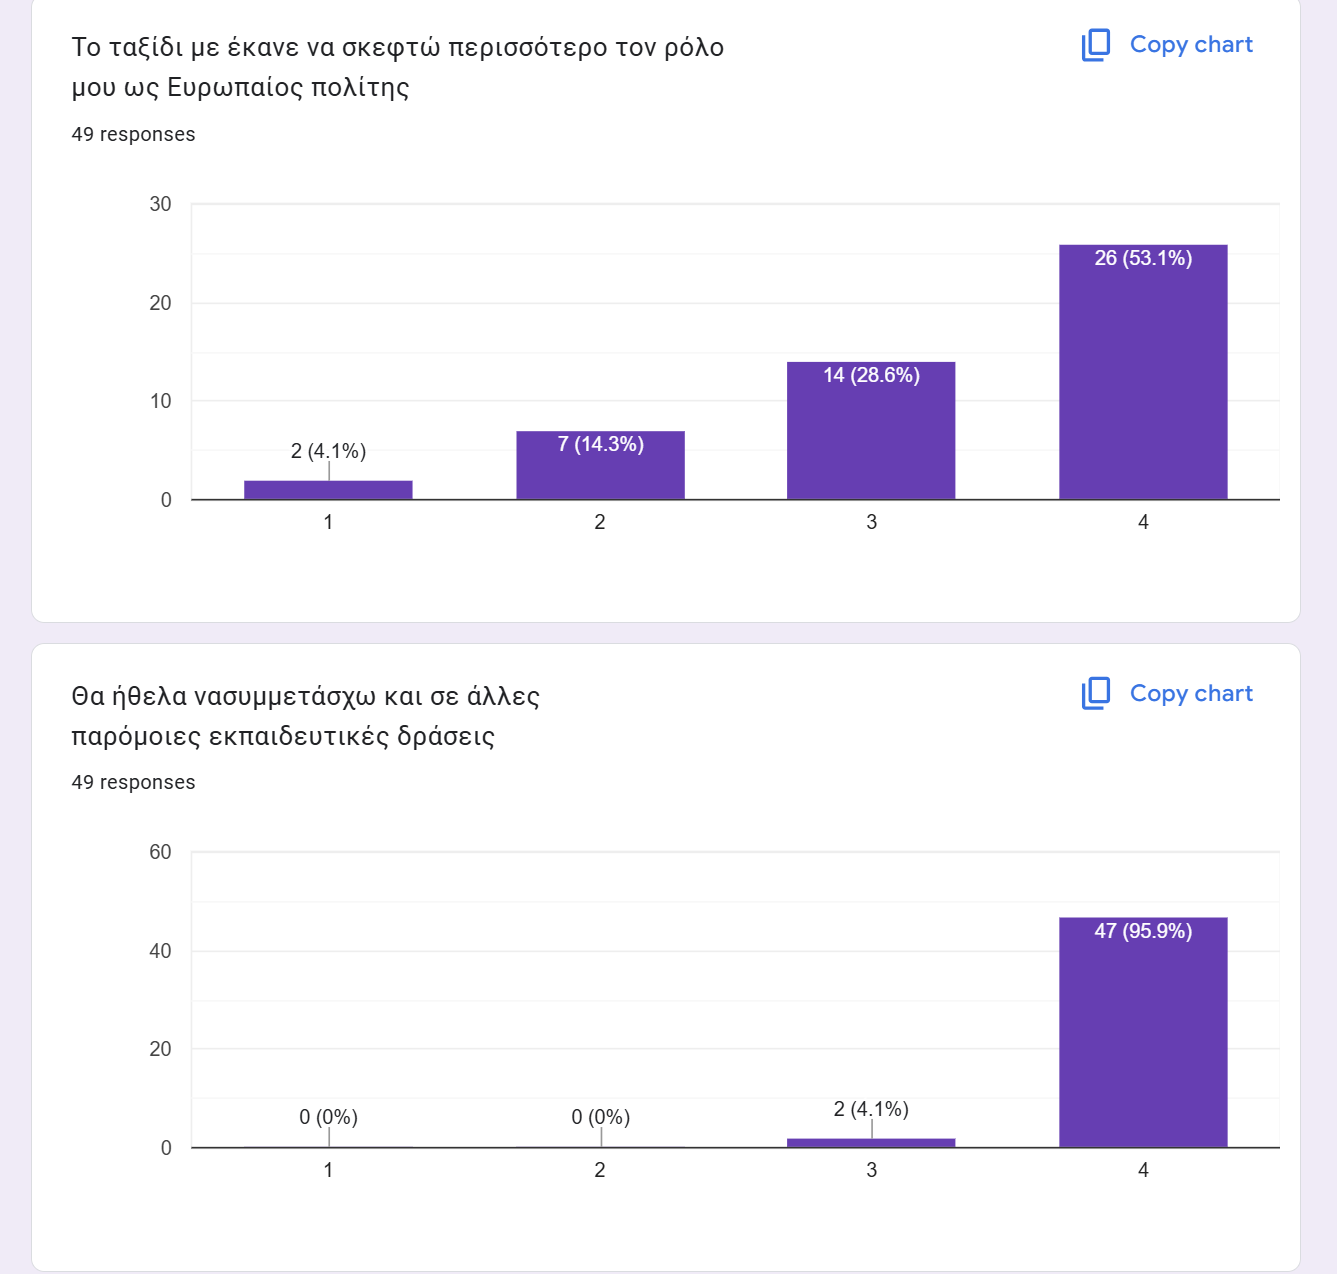 Το ταξίδι με έκανε να σκεφτώ περισσότερο τον ρόλο
μου ως Ευρωπαίος πολίτης
Copy chart
49 responses
30
20
10
0
2 (4.1%)
7 (14.3%)
14 (28.6%)
26 (53.1%)
1 2 3 4
Θα ήθελα νασυμμετάσχω και σε άλλες
παρόμοιες εκπαιδευτικές δράσεις
Copy chart
49 responses
60
40
20
0
0 (0%)
0 (0%)
2 (4.1%)
47 (95.9%)
1 2 3 4